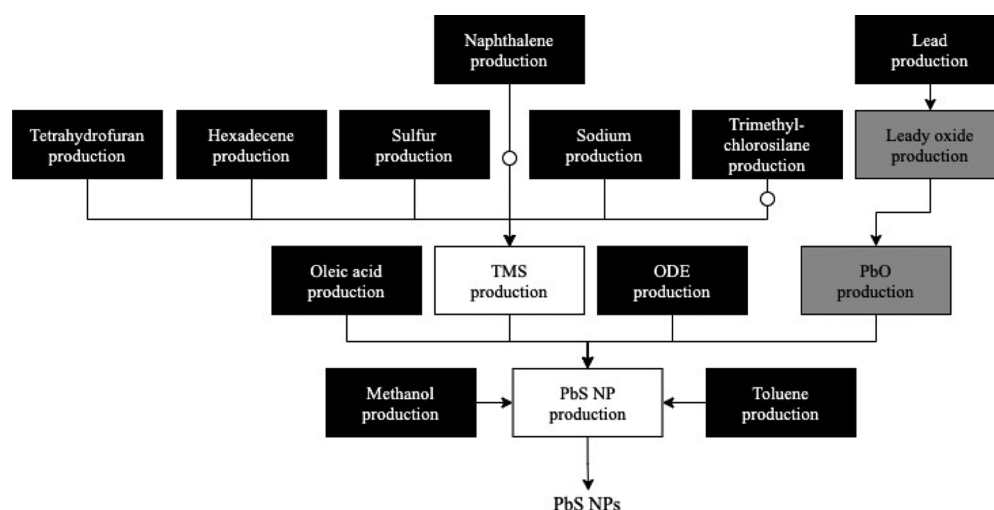 Naphthalene
production
Lead
production
Tetrahydrofuran
production
Hexadecene
production
Sulfur
production
Sodium
production
Trimethyl-
chlorosilane
production
Leady oxide
production
Oleic acid
production
TMS
production
ODE
production
PbO
production
Methanol
production
PbS NP
production
Toluene
production
PbS NPs